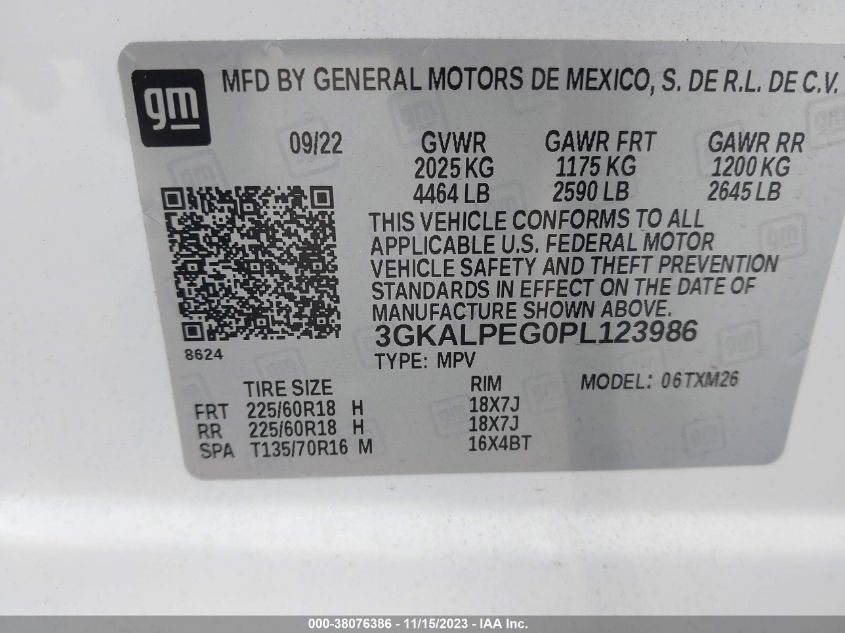 gm
MFD BY GENERAL MOTORS DE MEXICO, S. DE R.L. DE C.V.
09/22 GVWR GAWR FRT GAWR RR
2025 KG 1175 KG 1200 KG
4464 LB 2590 LB 2645 LB
THIS VEHICLE CONFORMS TO ALL
APPLICABLE U.S. FEDERAL MOTOR
VEHICLE SAFETY AND THEFT PREVENTION
STANDARDS IN EFFECT ON THE DATE OF
MANUFACTURE SHOWN ABOVE.
3GKALPEG0PL123986
8624
TYPE: MPV
TIRE SIZE RIM MODEL: 06TXM26
FRT 225/60R18 H 18X7J
RR 225/60R18 H 18X7J
SPA T135/70R16 M 16X4BT
000-38076386 - 11/15/2023 - IAA Inc.